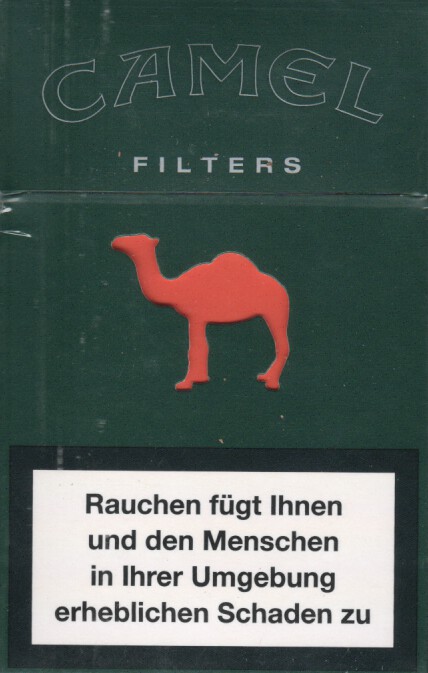 CAMEL
FILTERS
Rauchen fügt Ihnen
und den Menschen
in Ihrer Umgebung
erheblichen Schaden zu